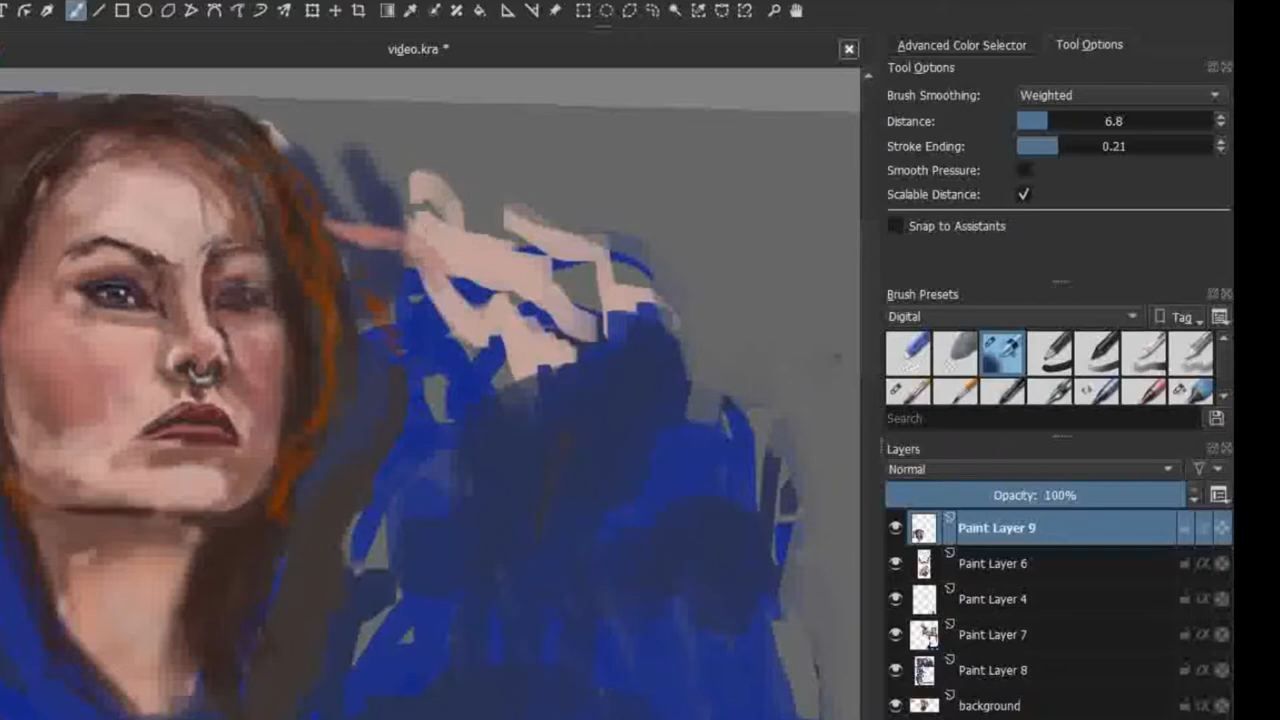 video.kra *
Advanced Color Selector Tool Options
Tool Options
Brush Smoothing: Weighted
Distance: 6.8
Stroke Ending: 0.21
Smooth Pressure:
Scalable Distance: ✓
Snap to Assistants
Brush Presets
Digital Tag
Search
Layers
Normal
Opacity: 100%
Paint Layer 9
Paint Layer 6
Paint Layer 4
Paint Layer 7
Paint Layer 8
background